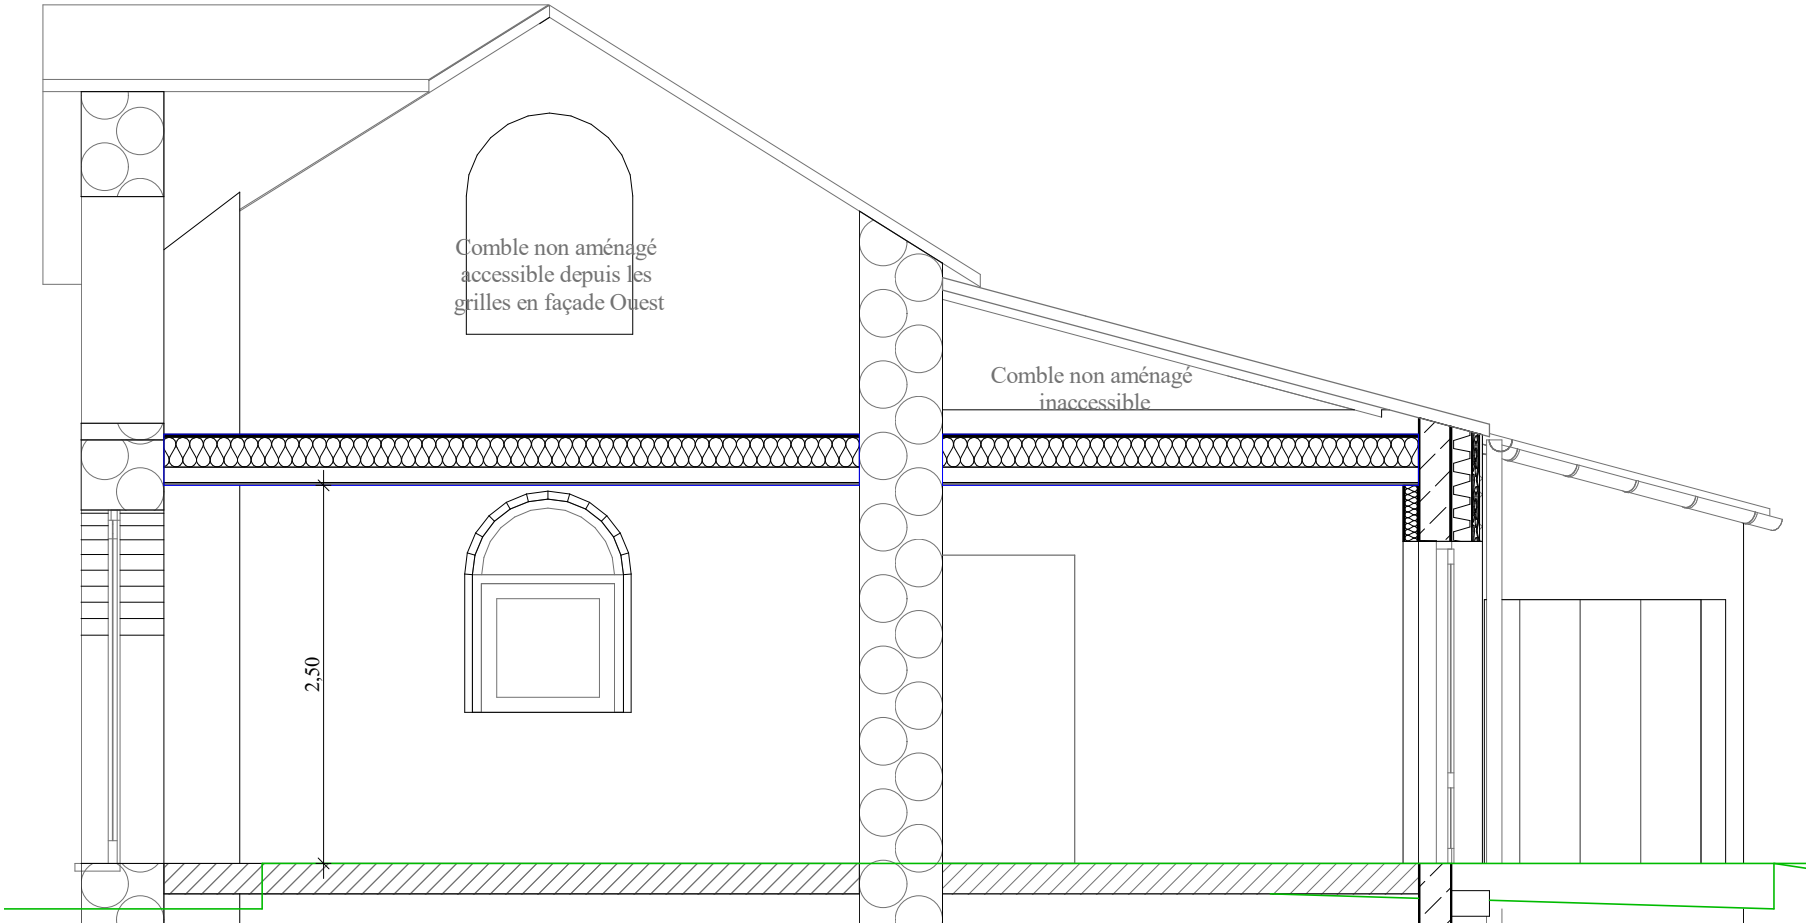 Comble non aménagé
accessible depuis les
grilles en façade Ouest
Comble non aménagé
inaccessible
2,50